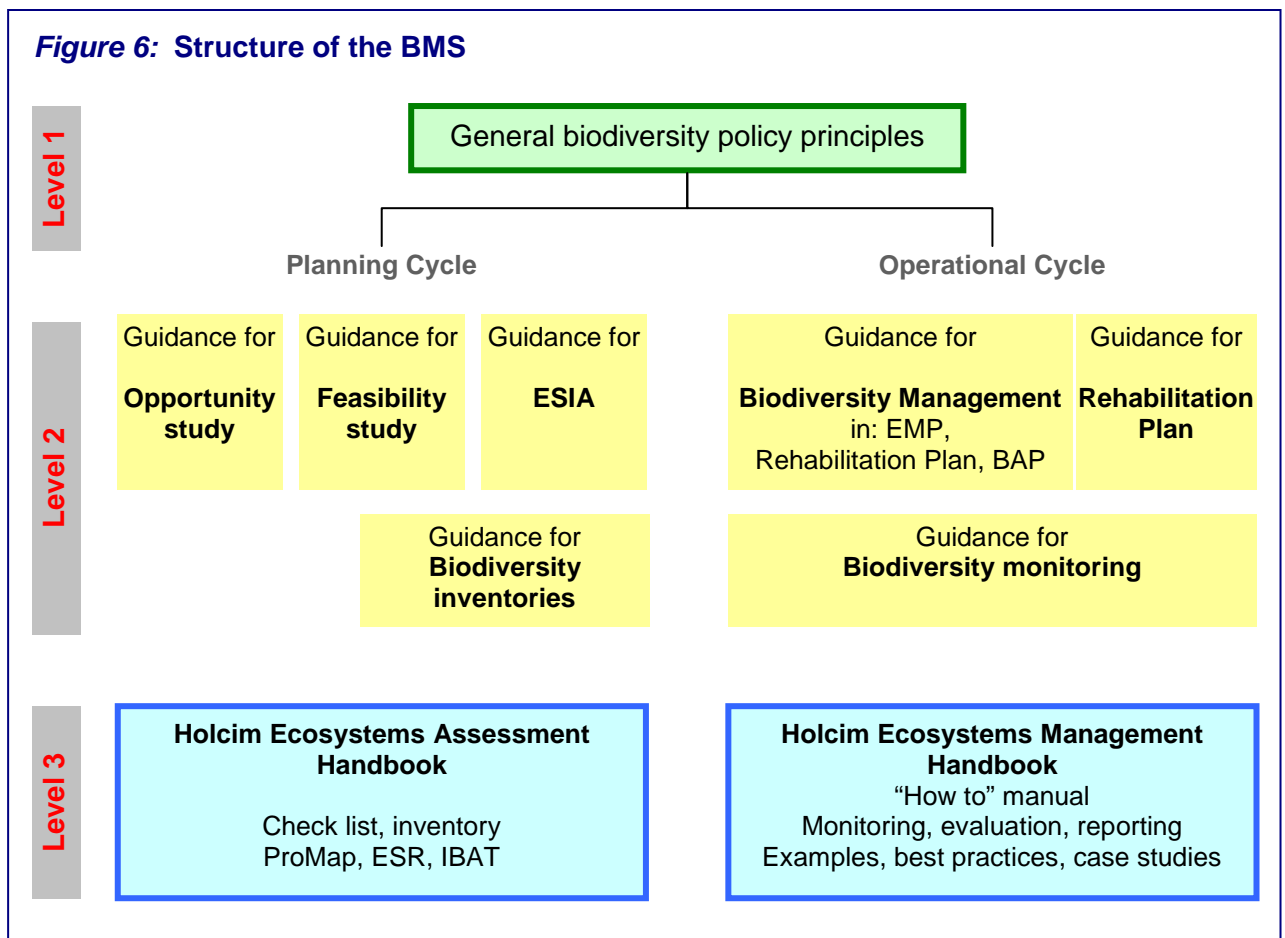 Figure 6: Structure of the BMS
Level 1
General biodiversity policy principles
Planning Cycle
Operational Cycle
Level 2
Guidance for
Opportunity
study
Guidance for
Feasibility
study
Guidance for
ESIA
Guidance for
Biodiversity Management
in: EMP,
Rehabilitation Plan, BAP
Guidance for
Rehabilitation
Plan
Guidance for
Biodiversity
inventories
Guidance for
Biodiversity monitoring
Level 3
Holcim Ecosystems Assessment
Handbook
Check list, inventory
ProMap, ESR, IBAT
Holcim Ecosystems Management
Handbook
“How to” manual
Monitoring, evaluation, reporting
Examples, best practices, case studies